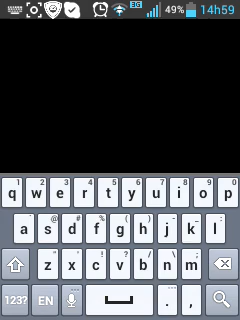 3G 49% 14h59
1 2 3 4 5 6 7 8 9 0
q w e r t y u i o p
@ # % & * ( ) - _ :
a s d f g h j k l
" ' ! ? / \ ~ ;
z x c v b n m
123? EN . ,